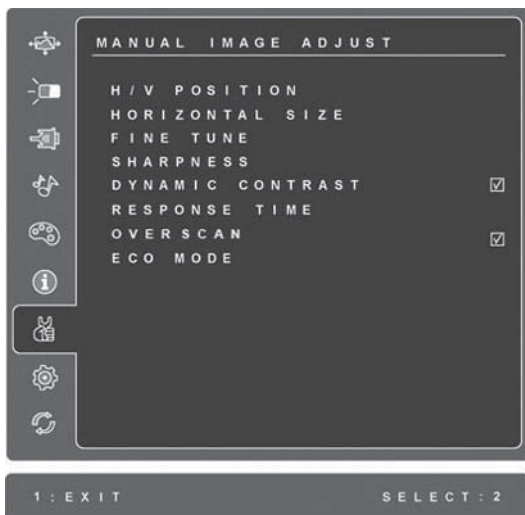 MANUAL IMAGE ADJUST
H/V POSITION
HORIZONTAL SIZE
FINE TUNE
SHARPNESS
DYNAMIC CONTRAST
RESPONSE TIME
OVERSCAN
ECO MODE
1:EXIT SELECT:2